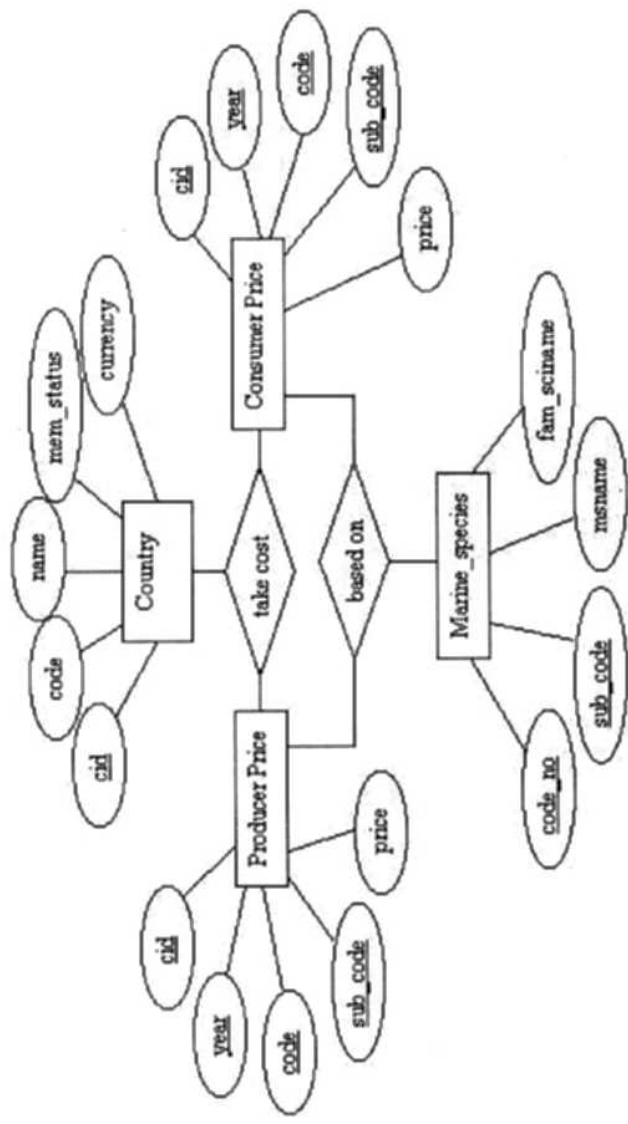 name
mem_status
code
currency
cid
Country
cid
cid
year
year
code
code
sub_code
sub_code
price
price
Producer Price
take cost
Consumer Price
based on
Marine_species
code_no
sub_code
msname
fam_sciname